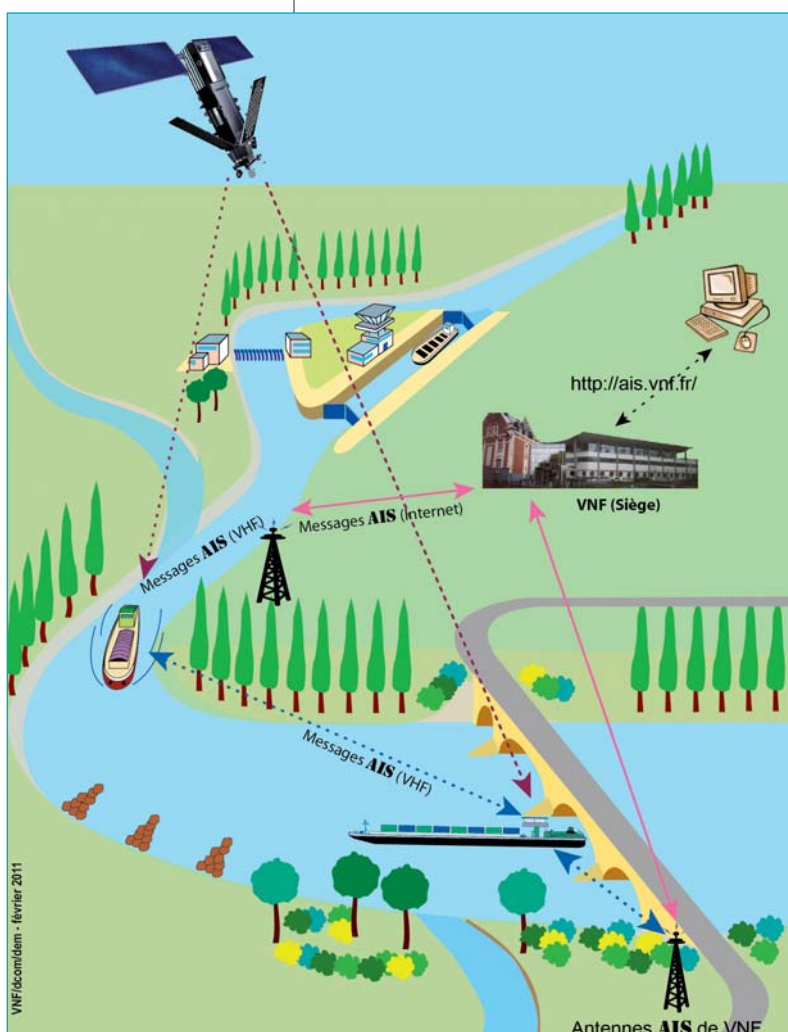 http://ais.vnf.fr/
VNF (Siège)
Messages AIS (Internet)
Messages AIS (VHF)
Messages AIS (VHF)
Antennes AIS de VNF
VNF/dcom/dem - février 2011